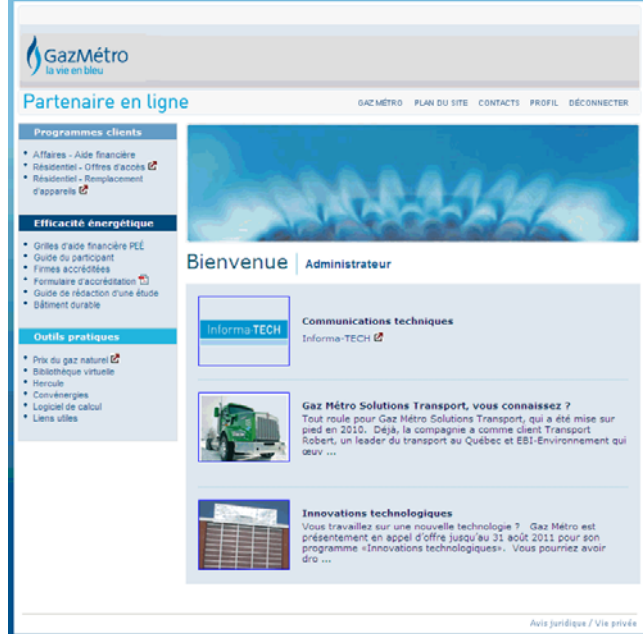 GazMétro
la vie en bleu
Partenaire en ligne
GAZ MÉTRO PLAN DU SITE CONTACTS PROFIL DÉCONNECTER
Programmes clients
Affaires - Aide financière
Résidentiel - Offres d'accès
Résidentiel - Remplacement
d'appareils
Efficacité énergétique
Grilles d'aide financière PEÉ
Guide du participant
Firmes accréditées
Formulaire d'accréditation
Guide de rédaction d'une étude
Bâtiment durable
Outils pratiques
Prix du gaz naturel
Bibliothèque virtuelle
Hercule
Convénergies
Logiciel de calcul
Liens utiles
Bienvenue Administrateur
Informa-TECH
Communications techniques
Informa-TECH
Gaz Métro Solutions Transport, vous connaissez ?
Tout roule pour Gaz Métro Solutions Transport, qui a été mise sur
pied en 2010. Déjà, la compagnie a comme client Transport
Robert, un leader du transport au Québec et EBI-Environnement qui
œuv ...
Innovations technologiques
Vous travaillez sur une nouvelle technologie ? Gaz Métro est
présentement en appel d'offre jusqu'au 31 août 2011 pour son
programme «Innovations technologiques». Vous pourriez avoir
dro ...
Avis juridique / Vie privée